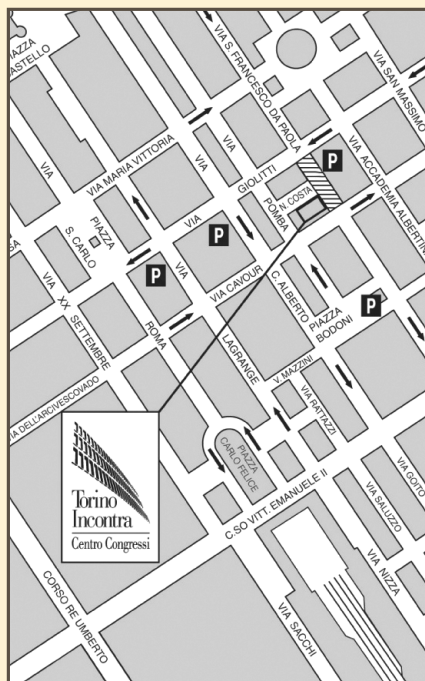 PIAZZA
CASTELLO
VIA S. FRANCESCO DA PAOLA
VIA SAN MASSIMO
VIA MARIA VITTORIA
VIA
VIA
VIA
GIOLITTI
VIA ACCADEMIA ALBERTIN
P
N. COSTA
POMBA
PIAZZA
S. CARLO
VIA
P
VIA
P
VIA CAVOUR
C. ALBERTO
PIAZZA
BODONI
P
VIA XX SETTEMBRE
ROMA
LAGRANGE
V. MAZZINI
VIA RATTAZZI
IA DELL'ARCIVESCOVADO
PIAZZA
CARLO FELICE
Torino
Incontra
Centro Congressi
C.SO VITT. EMANUELE II
VIA GOITO
VIA SALUZZO
VIA NIZZA
VIA SACCHI
CORSO RE UMBERTO